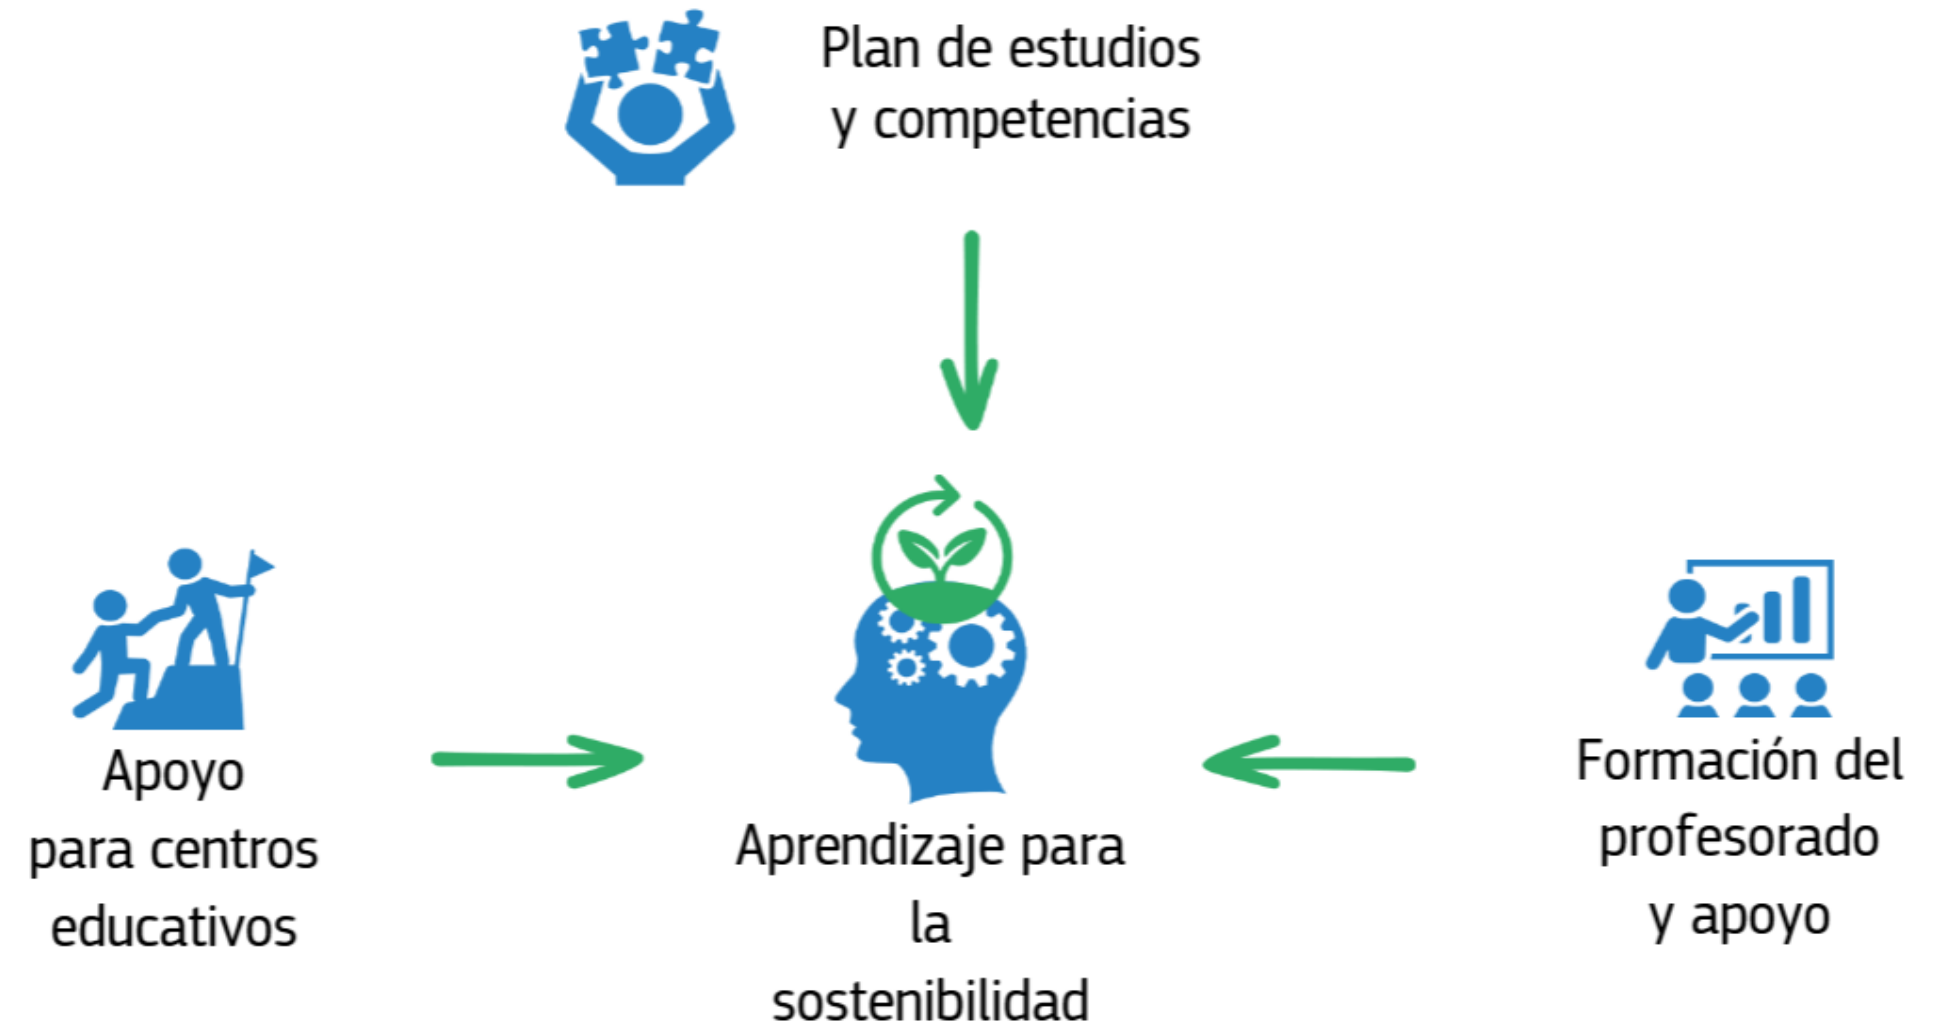 Plan de estudios
y competencias
Apoyo
para centros
educativos
Aprendizaje para
la
sostenibilidad
Formación del
profesorado
y apoyo